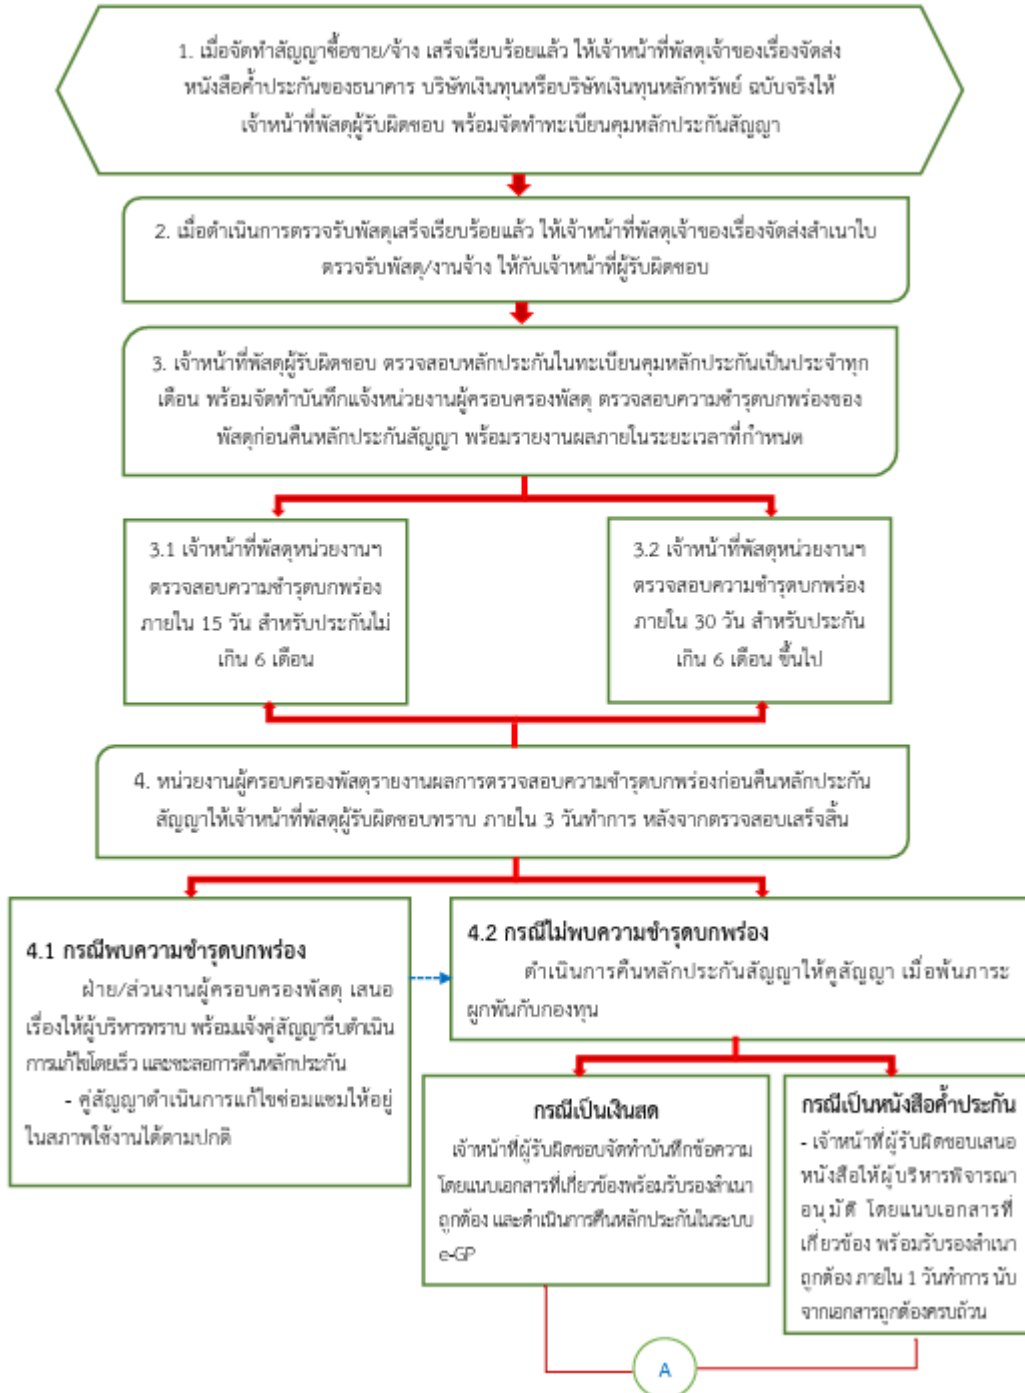 1. เมื่อจัดทำสัญญาซื้อขาย/จ้าง เสร็จเรียบร้อยแล้ว ให้เจ้าหน้าที่พัสดุเจ้าของเรื่องจัดส่ง
หนังสือค้ำประกันของธนาคาร บริษัทเงินทุนหรือบริษัทเงินทุนหลักทรัพย์ ฉบับจริงให้
เจ้าหน้าที่พัสดุผู้รับผิดชอบ พร้อมจัดทำทะเบียนคุมหลักประกันสัญญา
2. เมื่อดำเนินการตรวจรับพัสดุเสร็จเรียบร้อยแล้ว ให้เจ้าหน้าที่พัสดุเจ้าของเรื่องจัดส่งสำเนาใบ
ตรวจรับพัสดุ/งานจ้าง ให้กับเจ้าหน้าที่ผู้รับผิดชอบ
3. เจ้าหน้าที่พัสดุผู้รับผิดชอบ ตรวจสอบหลักประกันในทะเบียนคุมหลักประกันเป็นประจำทุก
เดือน พร้อมจัดทำบันทึกแจ้งหน่วยงานผู้ครอบครองพัสดุ ตรวจสอบความชำรุดบกพร่องของ
พัสดุก่อนคืนหลักประกันสัญญา พร้อมรายงานผลภายในระยะเวลาที่กำหนด
3.1 เจ้าหน้าที่พัสดุหน่วยงานฯ
ตรวจสอบความชำรุดบกพร่อง
ภายใน 15 วัน สำหรับประกันไม่
เกิน 6 เดือน
3.2 เจ้าหน้าที่พัสดุหน่วยงานฯ
ตรวจสอบความชำรุดบกพร่อง
ภายใน 30 วัน สำหรับประกัน
เกิน 6 เดือน ขึ้นไป
4. หน่วยงานผู้ครอบครองพัสดุรายงานผลการตรวจสอบความชำรุดบกพร่องก่อนคืนหลักประกัน
สัญญาให้เจ้าหน้าที่พัสดุผู้รับผิดชอบทราบ ภายใน 3 วันทำการ หลังจากตรวจสอบเสร็จสิ้น
4.1 กรณีพบความชำรุดบกพร่อง
ฝ่าย/ส่วนงานผู้ครอบครองพัสดุ เสนอ
เรื่องให้ผู้บริหารทราบ พร้อมแจ้งคู่สัญญารีบดำเนิน
การแก้ไขโดยเร็ว และชะลอการคืนหลักประกัน
- คู่สัญญาดำเนินการแก้ไขซ่อมแซมให้อยู่
ในสภาพใช้งานได้ตามปกติ
4.2 กรณีไม่พบความชำรุดบกพร่อง
ดำเนินการคืนหลักประกันสัญญาให้คู่สัญญา เมื่อพ้นภาระ
ผูกพันกับกองทุน
กรณีเป็นเงินสด
เจ้าหน้าที่ผู้รับผิดชอบจัดทำบันทึกข้อความ
โดยแนบเอกสารที่เกี่ยวข้องพร้อมรับรองสำเนา
ถูกต้อง และดำเนินการคืนหลักประกันในระบบ
e-GP
กรณีเป็นหนังสือค้ำประกัน
- เจ้าหน้าที่ผู้รับผิดชอบเสนอ
หนังสือให้ผู้บริหารพิจารณา
อนุมัติ โดยแนบเอกสารที่
เกี่ยวข้อง พร้อมรับรองสำเนา
ถูกต้อง ภายใน 1 วันทำการ นับ
จากเอกสารถูกต้องครบถ้วน
A